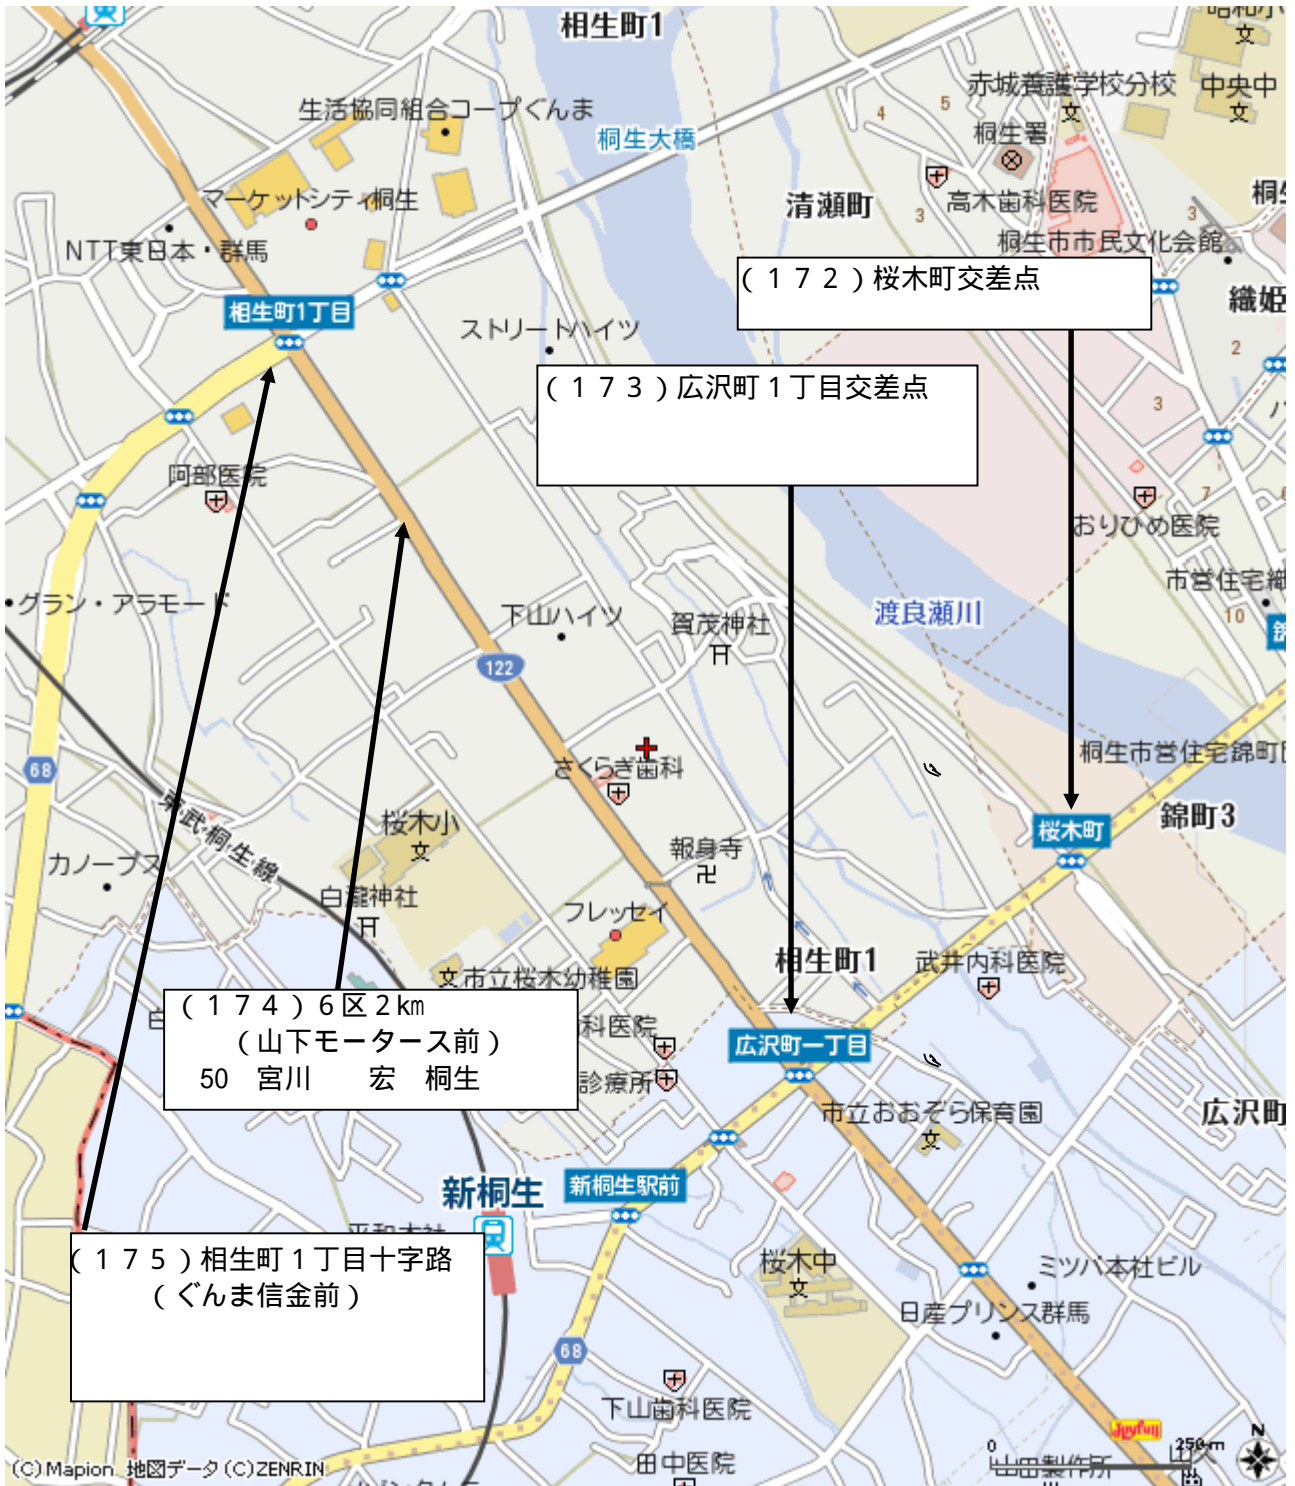 相生町1
昭和小
生活協同組合コープぐんま
赤城養護学校分校
中央中
桐生署
桐生大橋
マーケットシティ桐生
清瀬町
高木歯科医院
NTT東日本・群馬
桐生市市民文化会館
(172)桜木町交差点
織姫
相生町1丁目
ストリートハイツ
(173)広沢町1丁目交差点
阿部医院
おりひめ医院
市営住宅織
グラン・アラモード
下山ハイツ
賀茂神社
渡良瀬川
122
68
さくらぎ歯科
桐生市営住宅錦町
東武桐生線
桜木小
桜木町
錦町3
カノープス
報身寺
白瀧神社
フレッセイ
相生町1
武井内科医院
市立桜木幼稚園
(174)6区2㎞
(山下モータース前)
50 宮川 宏 桐生
科医院
広沢町一丁目
診療所
市立おおぞら保育園
広沢町
新桐生
新桐生駅前
(175)相生町1丁目十字路
(ぐんま信金前)
桜木中
ミツバ本社ビル
日産プリンス群馬
68
下山歯科医院
Joyfull
0 250m
N
田中医院
山田製作所
(C)Mapion 地図データ(C)ZENRIN